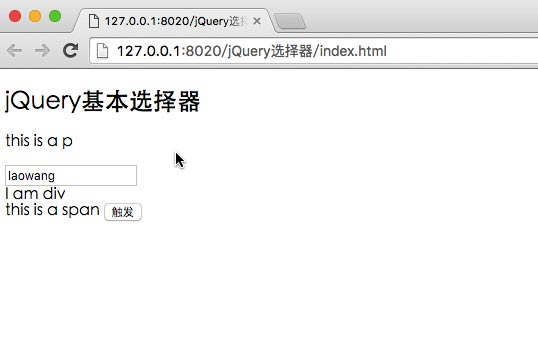 127.0.0.1:8020/jQuery选
127.0.0.1:8020/jQuery选择器/index.html
jQuery基本选择器
this is a p
laowang
I am div
this is a span 触发